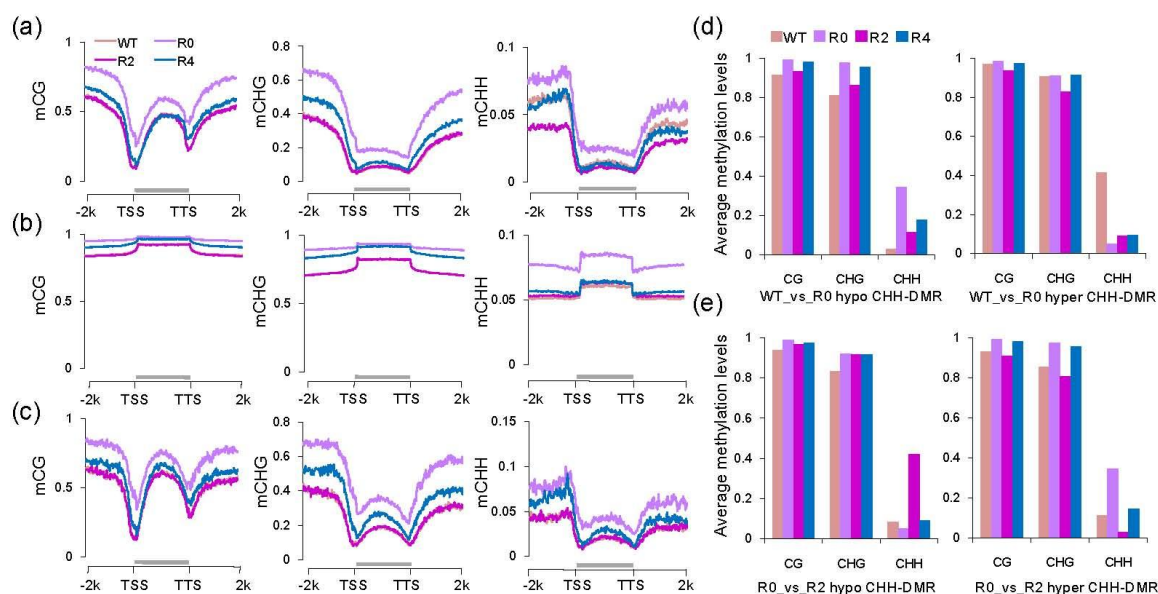 (a)
WT R0
R2 R4
mCG
1
0.5
0
-2k TSS TTS 2k
mCHG
0.8
0.6
0.4
0.2
0
-2k TSS TTS 2k
mCHH
0.1
0.05
0
-2k TSS TTS 2k
(b)
mCG
1
0.5
0
-2k TSS TTS 2k
mCHG
1
0.5
0
-2k TSS TTS 2k
mCHH
0.1
0.05
0
-2k TSS TTS 2k
(c)
mCG
1
0.5
0
-2k TSS TTS 2k
mCHG
0.8
0.6
0.4
0.2
0
-2k TSS TTS 2k
mCHH
0.15
0.1
0.05
0
-2k TSS TTS 2k
(d)
WT R0 R2 R4
Average methylation levels
1
0.8
0.6
0.4
0.2
0
CG CHG CHH
WT_vs_R0 hypo CHH-DMR
1
0.8
0.6
0.4
0.2
0
CG CHG CHH
WT_vs_R0 hyper CHH-DMR
(e)
Average methylation levels
1
0.8
0.6
0.4
0.2
0
CG CHG CHH
R0_vs_R2 hypo CHH-DMR
1
0.8
0.6
0.4
0.2
0
CG CHG CHH
R0_vs_R2 hyper CHH-DMR